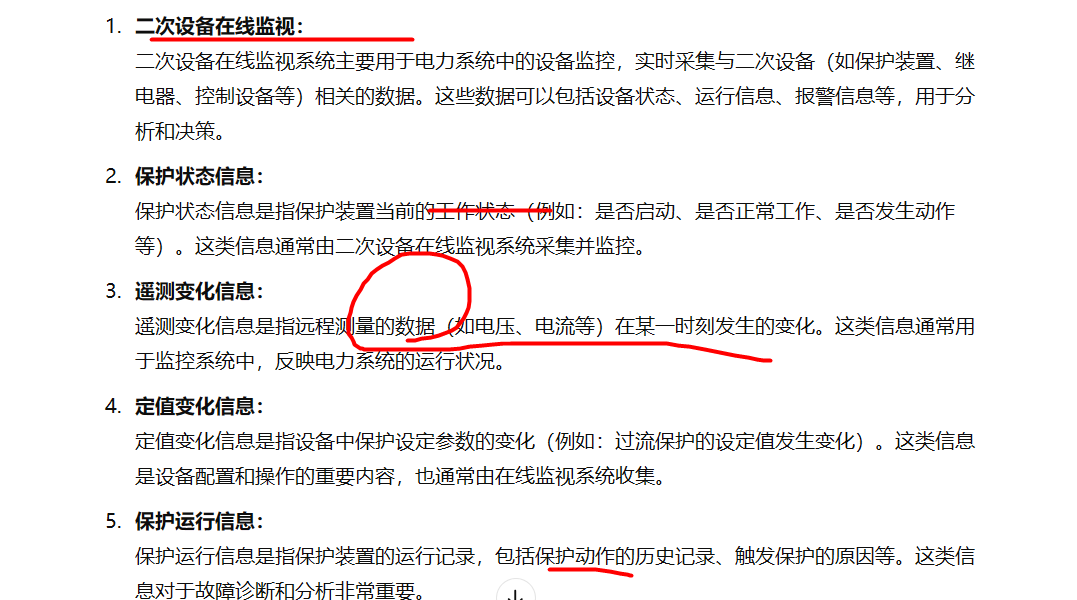 1. 二次设备在线监视：
二次设备在线监视系统主要用于电力系统中的设备监控，实时采集与二次设备（如保护装置、继
电器、控制设备等）相关的数据。这些数据可以包括设备状态、运行信息、报警信息等，用于分
析和决策。
2. 保护状态信息：
保护状态信息是指保护装置当前的工作状态（例如：是否启动、是否正常工作、是否发生动作
等）。这类信息通常由二次设备在线监视系统采集并监控。
3. 遥测变化信息：
遥测变化信息是指远程测量的数据（如电压、电流等）在某一时刻发生的变化。这类信息通常用
于监控系统中，反映电力系统的运行状况。
4. 定值变化信息：
定值变化信息是指设备中保护设定参数的变化（例如：过流保护的设定值发生变化）。这类信息
是设备配置和操作的重要内容，也通常由在线监视系统收集。
5. 保护运行信息：
保护运行信息是指保护装置的运行记录，包括保护动作的历史记录、触发保护的原因等。这类信
息对于故障诊断和分析非常重要。